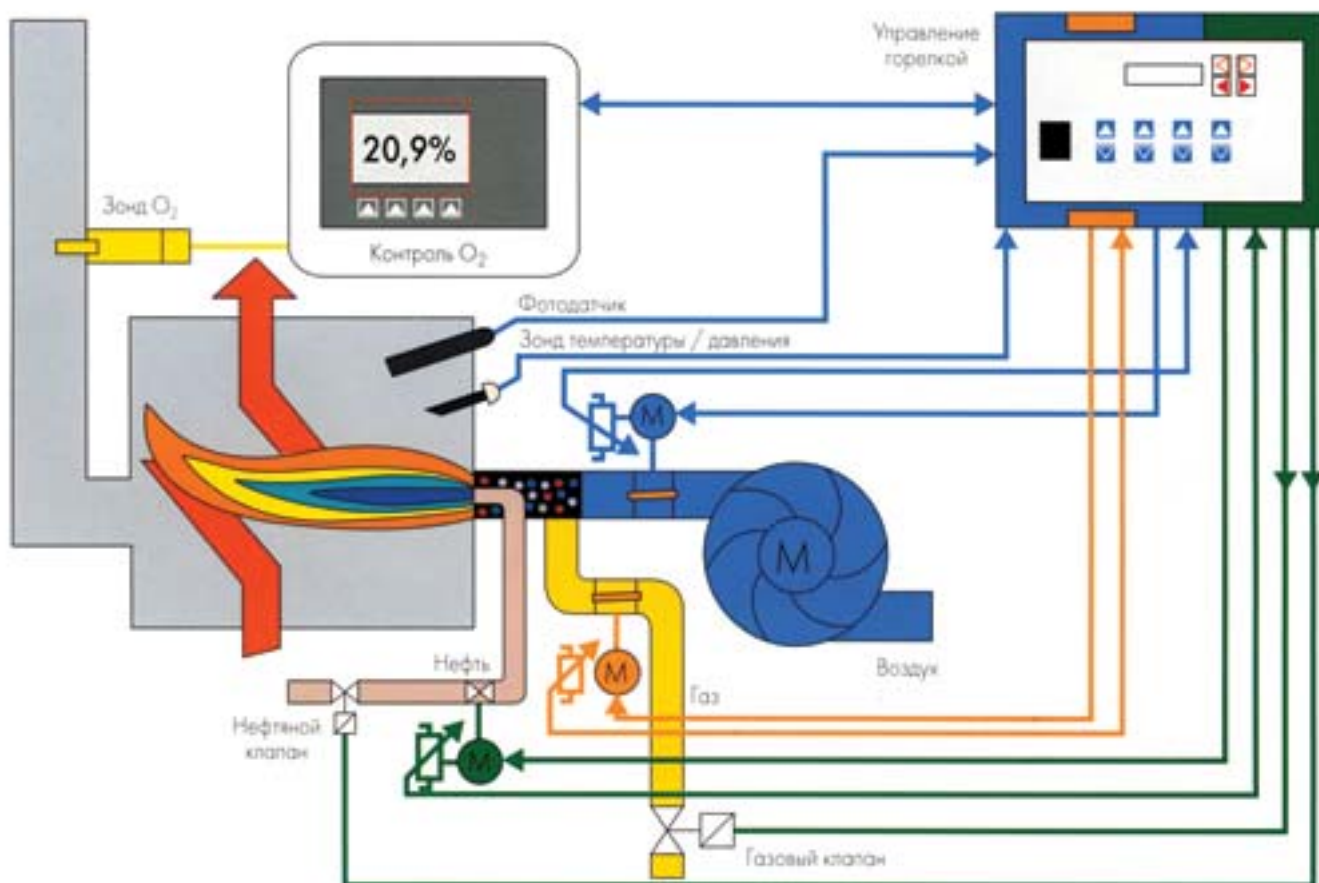 Управление
горелкой
20,9%
Зонд O₂
Контроль O₂
Фотодатчик
Зонд температуры / давления
M
M
Воздух
Нефть
M
Газ
Нефтяной
клапан
M
Газовый клапан